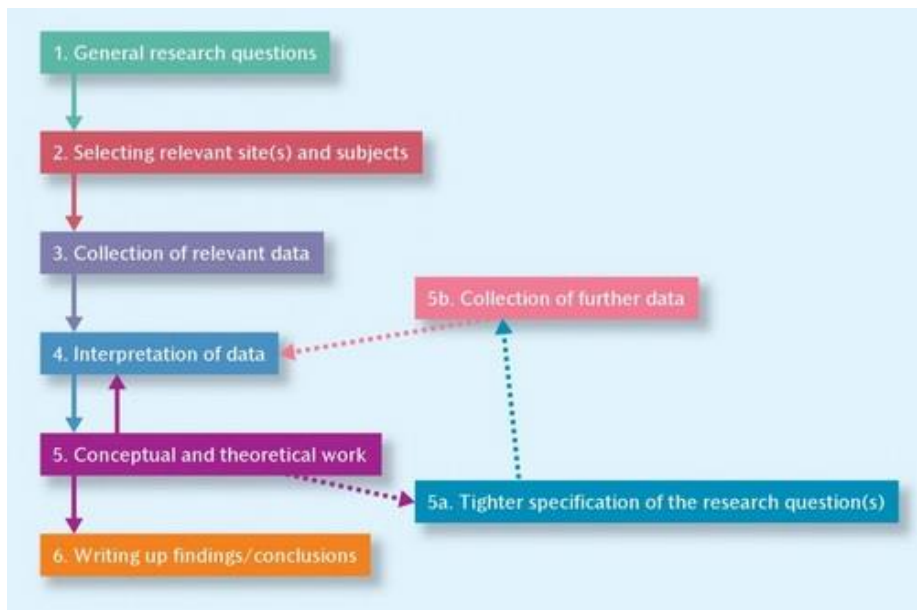 1. General research questions
2. Selecting relevant site(s) and subjects
3. Collection of relevant data
5b. Collection of further data
4. Interpretation of data
5. Conceptual and theoretical work
5a. Tighter specification of the research question(s)
6. Writing up findings/conclusions